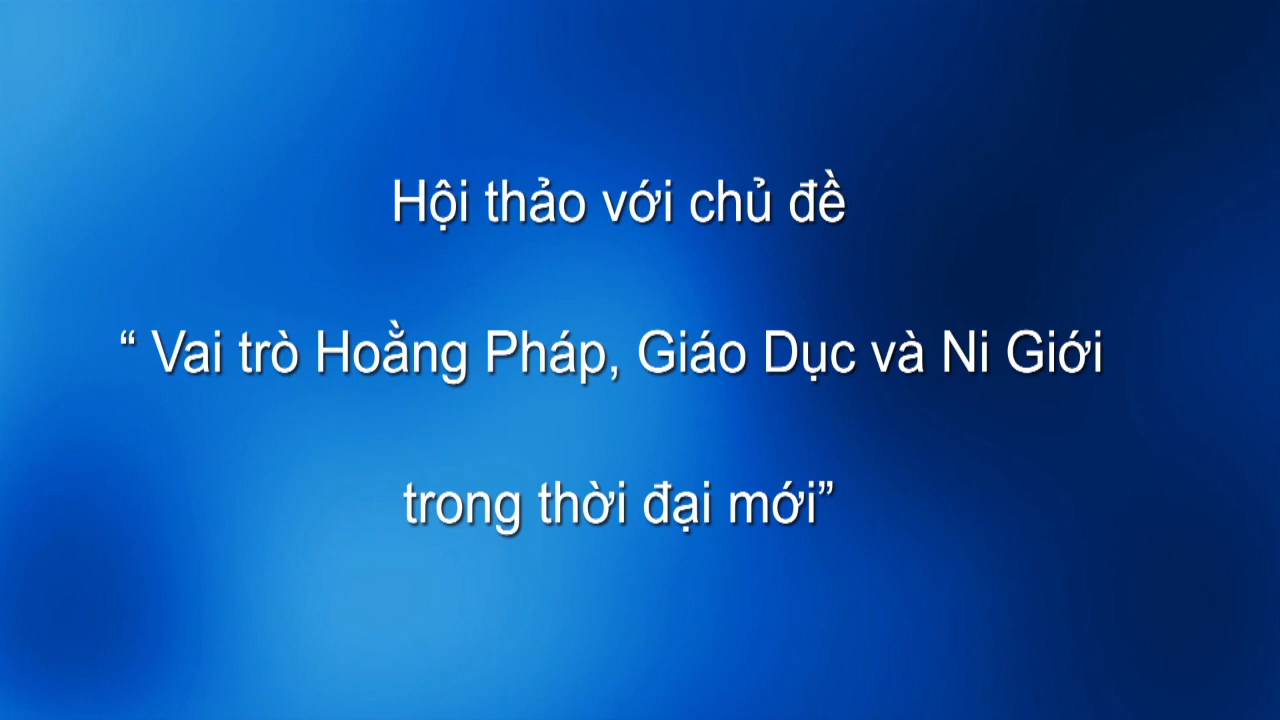 Hội thảo với chủ đề
“ Vai trò Hoằng Pháp, Giáo Dục và Ni Giới
trong thời đại mới”